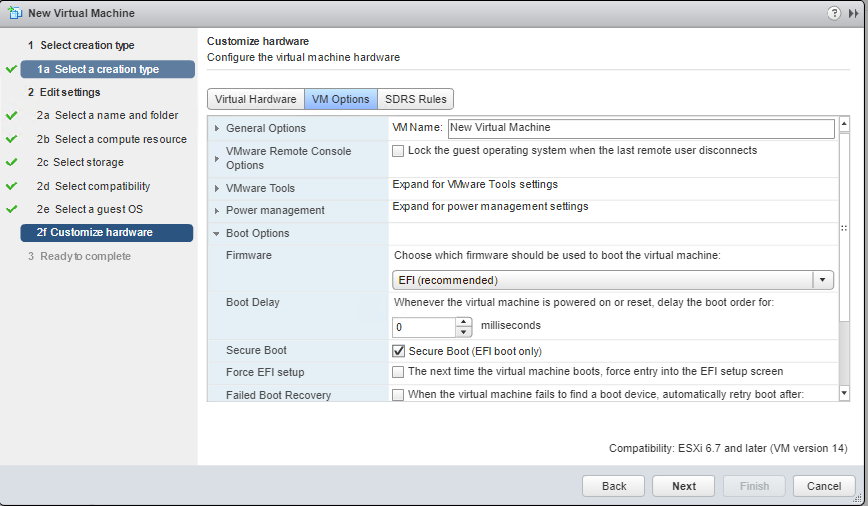 New Virtual Machine
1 Select creation type
1a Select a creation type
2 Edit settings
2a Select a name and folder
2b Select a compute resource
2c Select storage
2d Select compatibility
2e Select a guest OS
2f Customize hardware
3 Ready to complete
Customize hardware
Configure the virtual machine hardware
Virtual Hardware VM Options SDRS Rules
General Options VM Name: New Virtual Machine
VMware Remote Console Lock the guest operating system when the last remote user disconnects
Options
VMware Tools Expand for VMware Tools settings
Power management Expand for power management settings
Boot Options
Firmware Choose which firmware should be used to boot the virtual machine:
EFI (recommended)
Boot Delay Whenever the virtual machine is powered on or reset, delay the boot order for:
0 milliseconds
Secure Boot Secure Boot (EFI boot only)
Force EFI setup The next time the virtual machine boots, force entry into the EFI setup screen
Failed Boot Recovery When the virtual machine fails to find a boot device, automatically retry boot after:
Compatibility: ESXi 6.7 and later (VM version 14)
Back Next Finish Cancel